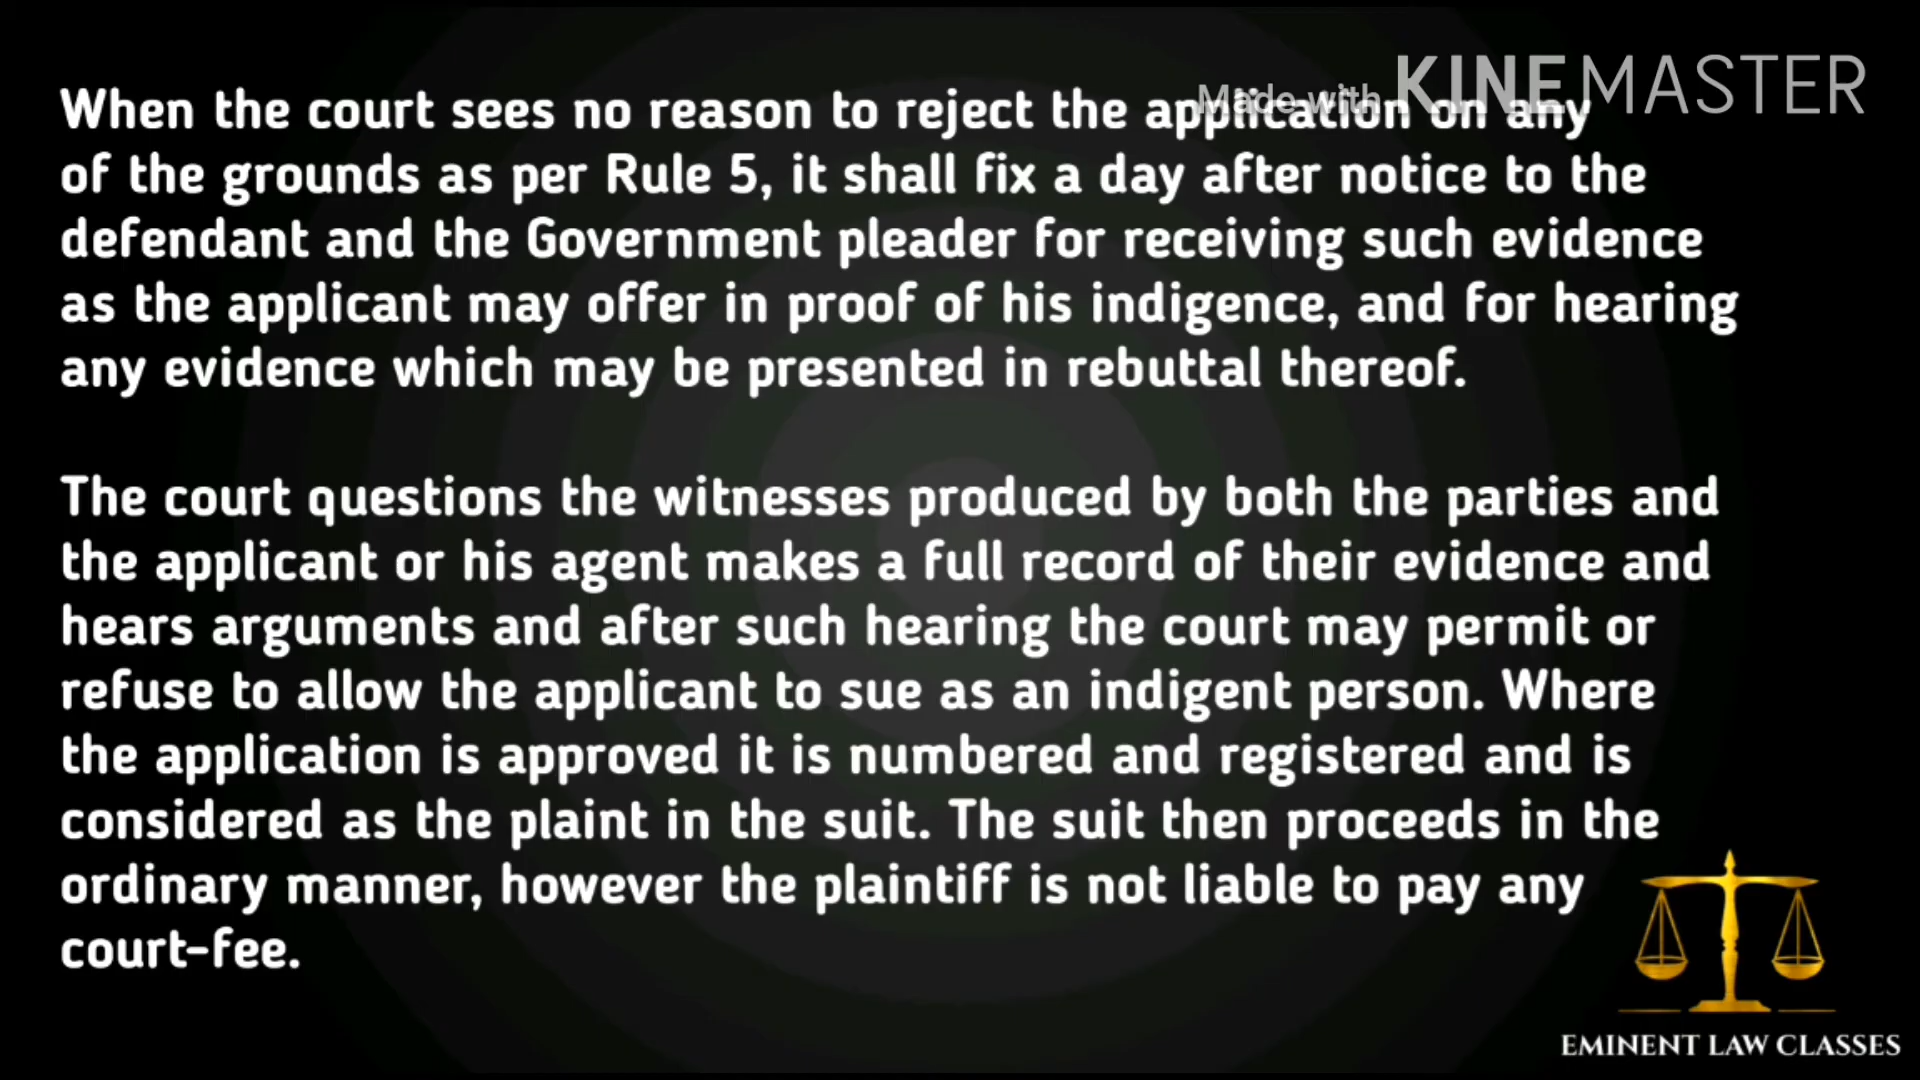 Made with KINEMASTER
When the court sees no reason to reject the application on any
of the grounds as per Rule 5, it shall fix a day after notice to the
defendant and the Government pleader for receiving such evidence
as the applicant may offer in proof of his indigence, and for hearing
any evidence which may be presented in rebuttal thereof.
The court questions the witnesses produced by both the parties and
the applicant or his agent makes a full record of their evidence and
hears arguments and after such hearing the court may permit or
refuse to allow the applicant to sue as an indigent person. Where
the application is approved it is numbered and registered and is
considered as the plaint in the suit. The suit then proceeds in the
ordinary manner, however the plaintiff is not liable to pay any
court-fee.
EMINENT LAW CLASSES